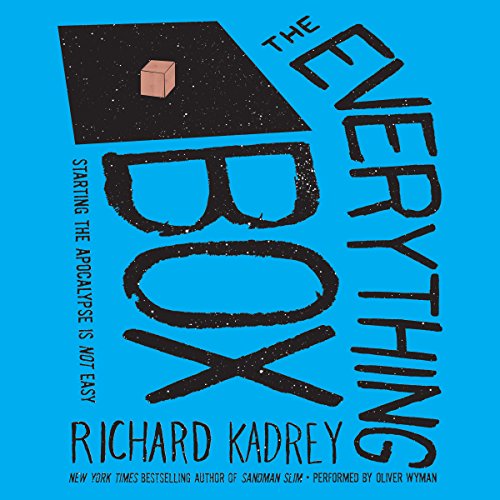 THE
EVERYTHING
BOX
STARTING THE APOCALYPSE IS NOT EASY
RICHARD KADREY
NEW YORK TIMES BESTSELLING AUTHOR OF SANDMAN SLIM • PERFORMED BY OLIVER WYMAN